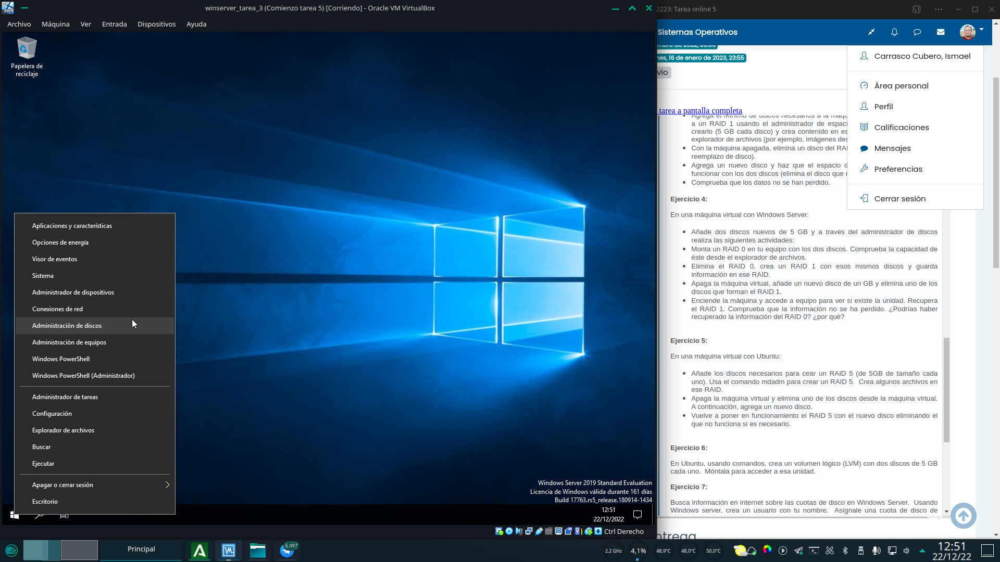 winserver_tarea_3 (Comienzo tarea 5) [Corriendo] - Oracle VM VirtualBox
Archivo Máquina Ver Entrada Dispositivos Ayuda
Papelera de
reciclaje
Aplicaciones y características
Opciones de energía
Visor de eventos
Sistema
Administrador de dispositivos
Conexiones de red
Administración de discos
Administración de equipos
Windows PowerShell
Windows PowerShell (Administrador)
Administrador de tareas
Configuración
Explorador de archivos
Buscar
Ejecutar
Apagar o cerrar sesión
Escritorio
Windows Server 2019 Standard Evaluation
Licencia de Windows válida durante 161 días
Build 17763.rs5_release.180914-1434
12:51
22/12/2022
Ctrl Derecho
2223: Tarea online 5
Sistemas Operativos
16 de enero de 2023, 23:55
tarea a pantalla completa
Agrega el mínimo de discos necesarios a la
a un RAID 1 usando el administrador de
crearlo (5 GB cada disco) y crea contenido en
explorador de archivos (por ejemplo, imágenes
Con la máquina apagada, elimina un disco del
reemplazo de disco).
Agrega un nuevo disco y haz que el espacio
funcionar con los dos discos (elimina el disco que
Comprueba que los datos no se han perdido.
Carrasco Cubero, Ismael
Área personal
Perfil
Calificaciones
Mensajes
Preferencias
Cerrar sesión
Ejercicio 4:
En una máquina virtual con Windows Server:
Añade dos discos nuevos de 5 GB y a través del administrador de discos
realiza las siguientes actividades:
Monta un RAID 0 en tu equipo con los dos discos. Comprueba la capacidad de
éste desde el explorador de archivos.
Elimina el RAID 0, crea un RAID 1 con esos mismos discos y guarda
información en ese RAID.
Apaga la máquina virtual, añade un nuevo disco de un GB y elimina uno de los
discos que forman el RAID 1.
Enciende la máquina y accede a equipo para ver si existe la unidad. Recupera
el RAID 1. Comprueba que la información no se ha perdido. ¿Podrías haber
recuperado la información del RAID 0? ¿por qué?
Ejercicio 5:
En una máquina virtual con Ubuntu:
Añade los discos necesarios para cear un RAID 5 (de 5GB de tamaño cada
uno). Usa el comando mdadm para crear un RAID 5. Crea algunos archivos en
ese RAID.
Apaga la máquina virtual y elimina uno de los discos desde la máquina virtual.
A continuación, agrega un nuevo disco.
Vuelve a poner en funcionamiento el RAID 5 con el nuevo disco eliminando el
que no funciona si es necesario.
Ejercicio 6:
En Ubuntu, usando comandos, crea un volumen lógico (LVM) con dos discos de 5 GB
cada uno. Móntala para acceder a esa unidad.
Ejercicio 7:
Busca información en internet sobre las cuotas de disco en Windows Server. Usando
Windows server, crea un usuario con tu nombre. Asígnale una cuota de disco de
Principal
6.097
2,2 GHz 4,1% 48,9°C 48,0°C 50,0°C
12:51
22/12/22